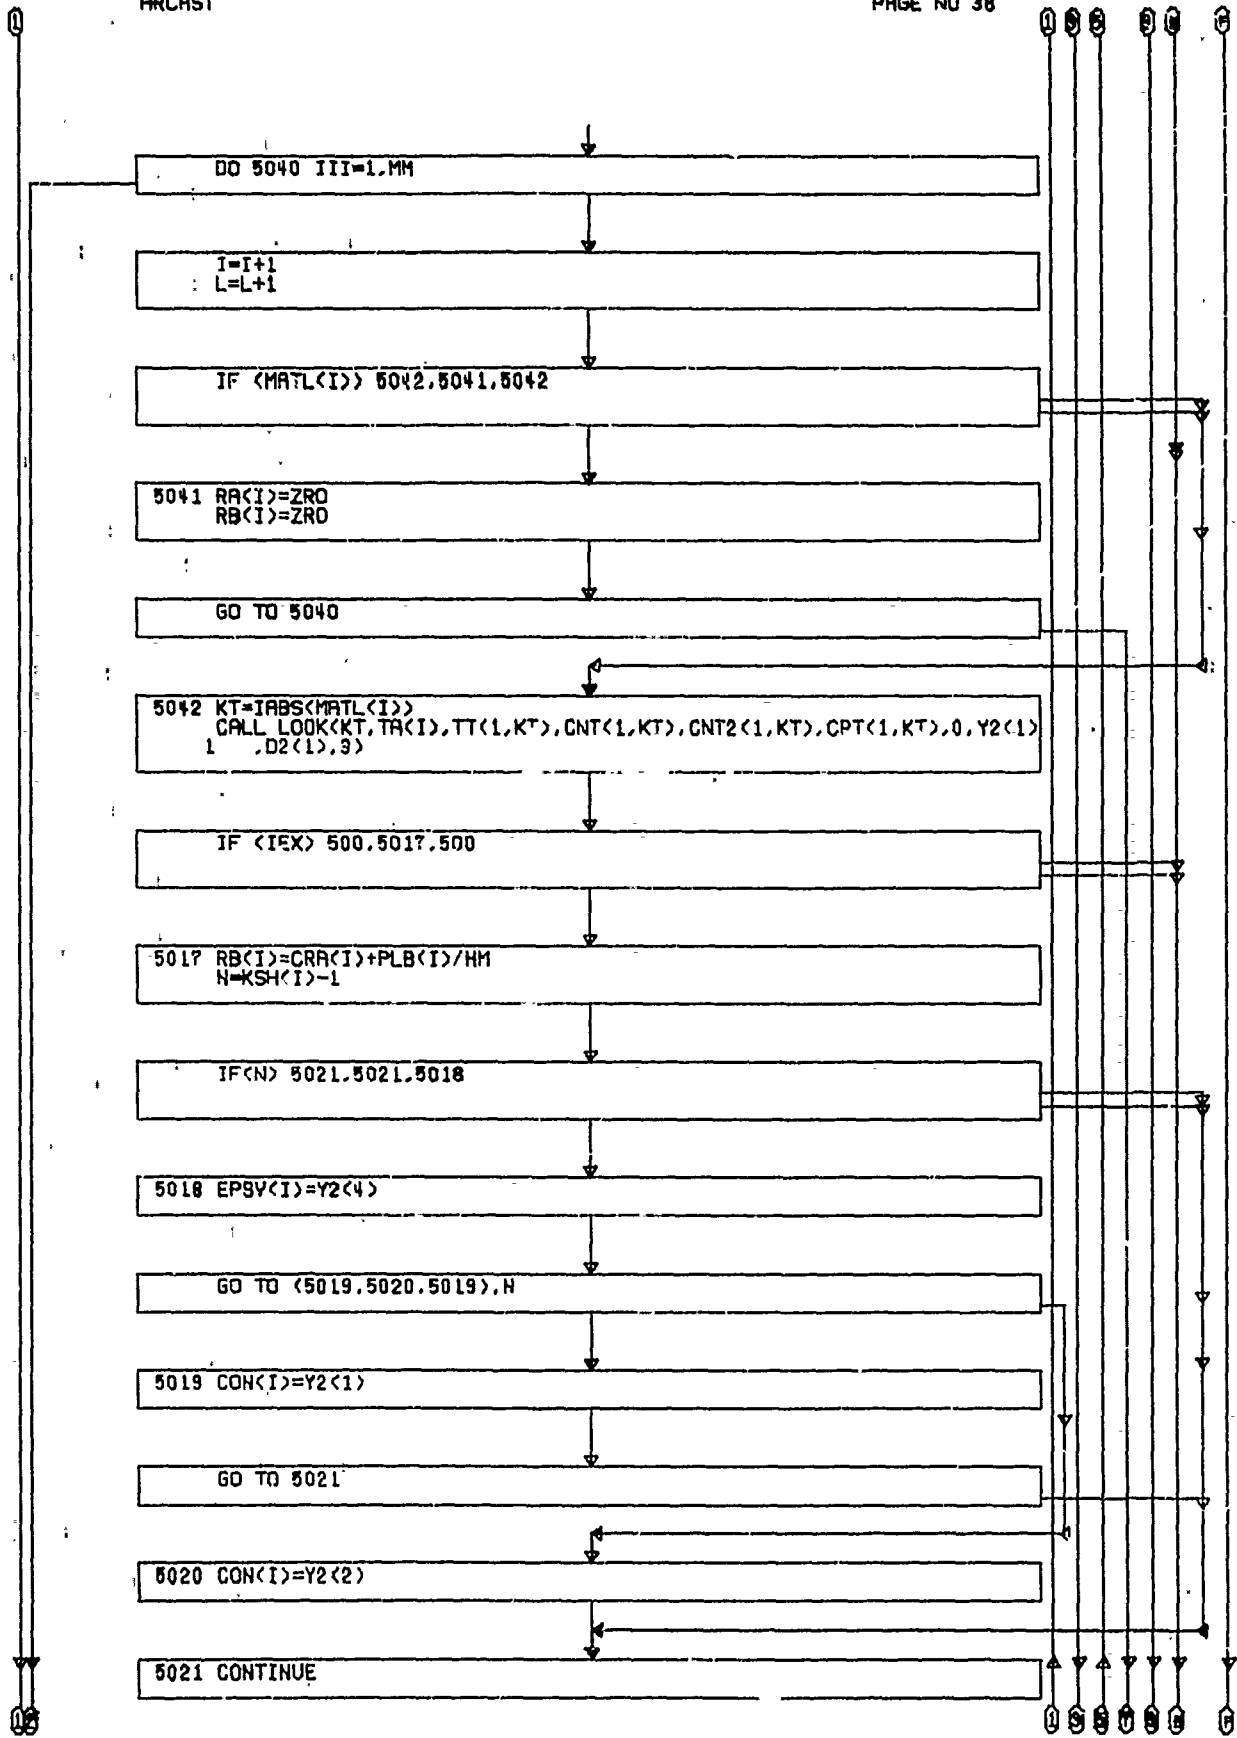 ARCAST PAGE NO 38
DO 5040 III=1,MM
I=I+1
L=L+1
IF (MATL(I)) 5042,5041,5042
5041 RA(I)=ZRO
RB(I)=ZRO
GO TO 5040
5042 KT=IABS(MATL(I))
CALL LOOK(KT,TA(I),TT(1,KT),CNT(1,KT),CNT2(1,KT),CPT(1,KT),0,Y2(1)
1 ,D2(1),3)
IF (IEX) 500,5017,500
5017 RB(I)=CRA(I)+PLB(I)/HM
N=KSH(I)-1
IF(N) 5021,5021,5018
5018 EPSV(I)=Y2(4)
GO TO (5019,5020,5019),N
5019 CON(I)=Y2(1)
GO TO 5021
5020 CON(I)=Y2(2)
5021 CONTINUE